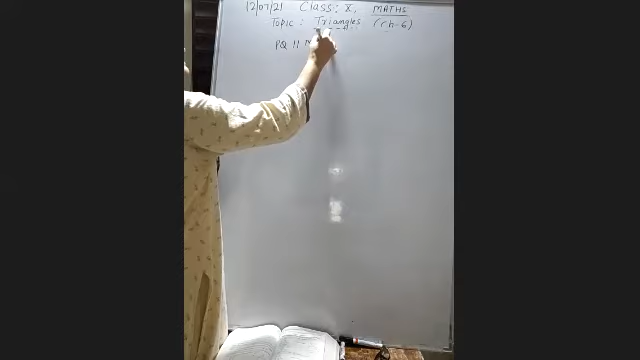 12/07/21 Class: X, MATHS
Topic: Triangles (Ch-6)
PQ ||